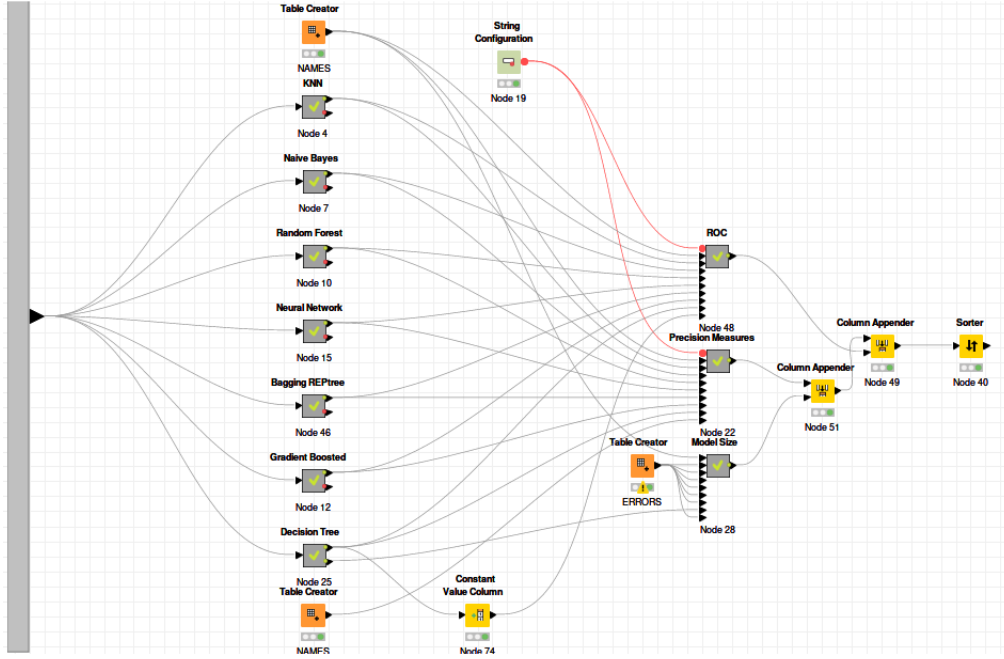 Table Creator
NAMES
String
Configuration
Node 19
KNN
Node 4
Naive Bayes
Node 7
Random Forest
Node 10
Neural Network
Node 15
Bagging REPtree
Node 46
Gradient Boosted
Node 12
Decision Tree
Node 25
Table Creator
NAMES
Constant
Value Column
Node 74
ROC
Node 48
Precision Measures
Node 22
Table Creator
ERRORS
Model Size
Node 28
Column Appender
Node 51
Column Appender
Node 49
Sorter
Node 40